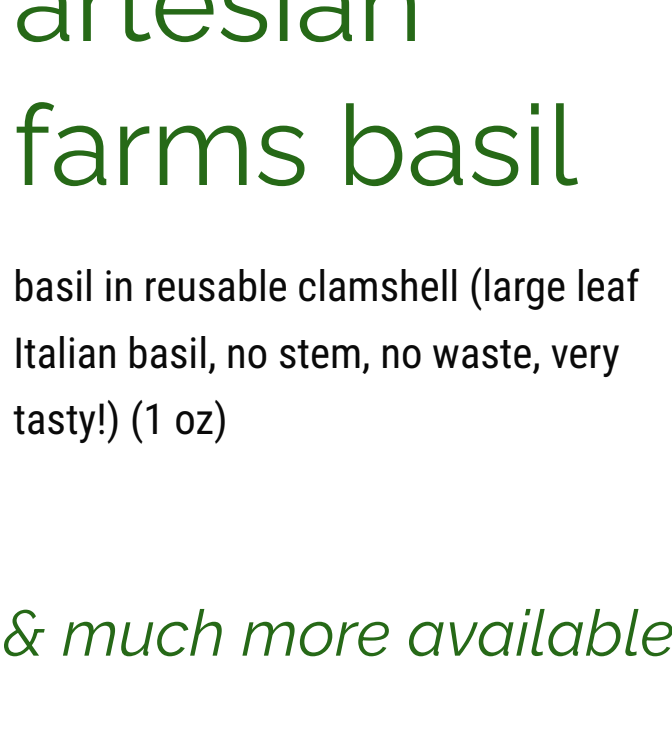 artesian
farms basil
basil in reusable clamshell (large leaf
Italian basil, no stem, no waste, very
tasty!) (1 oz)
& much more available